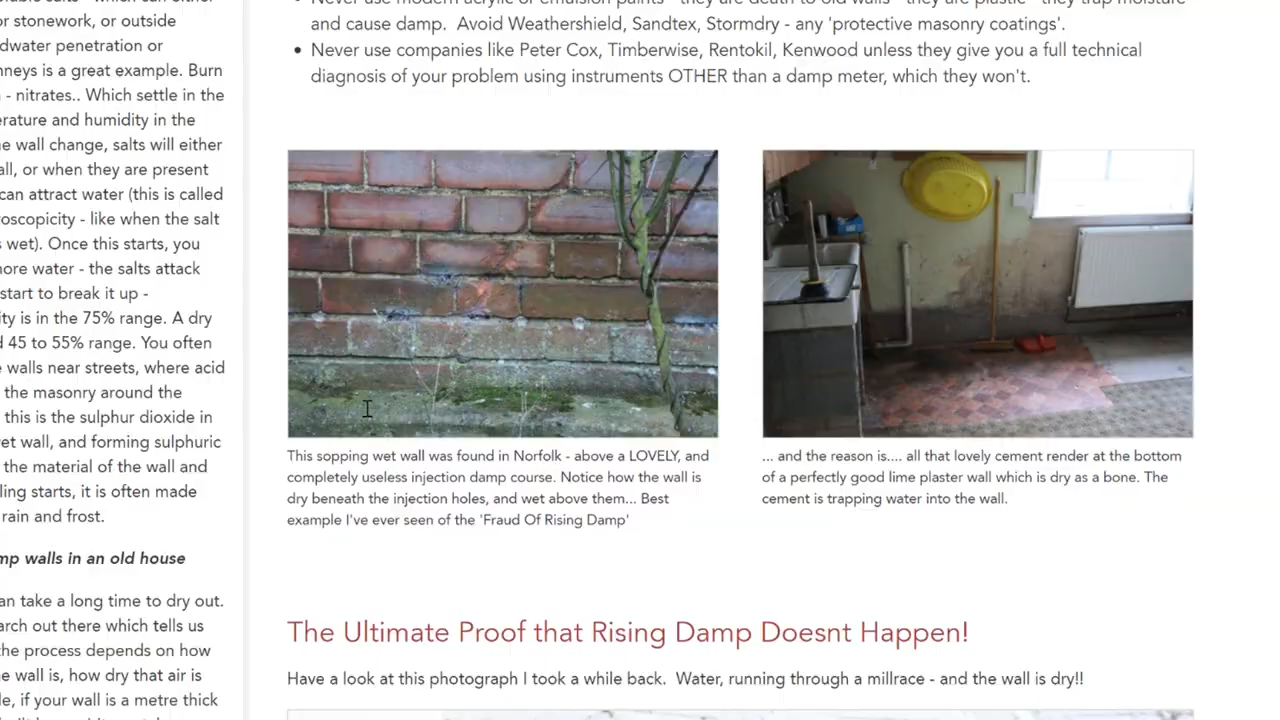 or stonework, or outside
dwater penetration or
nneys is a great example. Burn
- nitrates.. Which settle in the
erature and humidity in the
e wall change, salts will either
all, or when they are present
can attract water (this is called
roscopicity - like when the salt
s wet). Once this starts, you
nore water - the salts attack
start to break it up -
ity is in the 75% range. A dry
d 45 to 55% range. You often
e walls near streets, where acid
the masonry around the
this is the sulphur dioxide in
vet wall, and forming sulphuric
the material of the wall and
ling starts, it is often made
rain and frost.
mp walls in an old house
an take a long time to dry out.
arch out there which tells us
the process depends on how
e wall is, how dry that air is
le, if your wall is a metre thick
and cause damp. Avoid Weathershield, Sandtex, Stormdry - any 'protective masonry coatings'.
• Never use companies like Peter Cox, Timberwise, Rentokil, Kenwood unless they give you a full technical
diagnosis of your problem using instruments OTHER than a damp meter, which they won't.
This sopping wet wall was found in Norfolk - above a LOVELY, and
completely useless injection damp course. Notice how the wall is
dry beneath the injection holes, and wet above them... Best
example I've ever seen of the 'Fraud Of Rising Damp'
... and the reason is.... all that lovely cement render at the bottom
of a perfectly good lime plaster wall which is dry as a bone. The
cement is trapping water into the wall.
The Ultimate Proof that Rising Damp Doesnt Happen!
Have a look at this photograph I took a while back. Water, running through a millrace - and the wall is dry!!